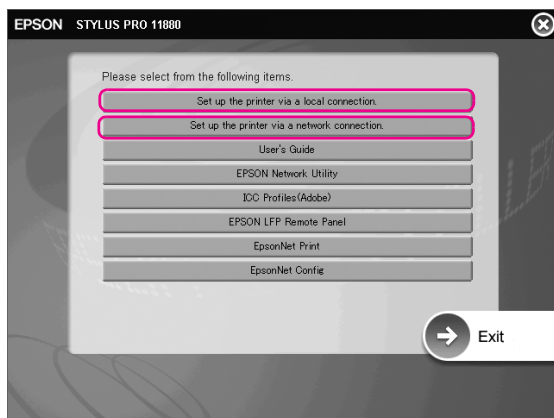 EPSON STYLUS PRO 11880
Please select from the following items.
Set up the printer via a local connection.
Set up the printer via a network connection.
User's Guide
EPSON Network Utility
ICC Profiles(Adobe)
EPSON LFP Remote Panel
EpsonNet Print
EpsonNet Config
Exit